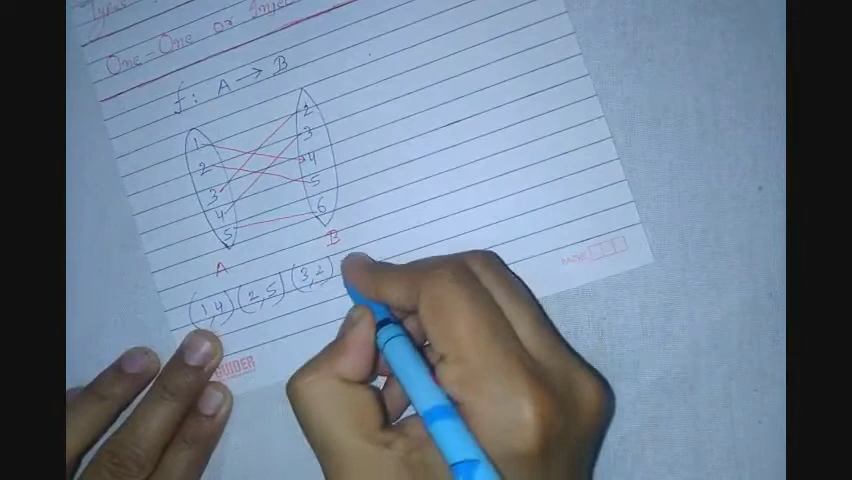 One-One or Injec
f: A → B
1 2
2 3
3 4
4 5
5 6
A B
(1,4) (2,5) (3,2)